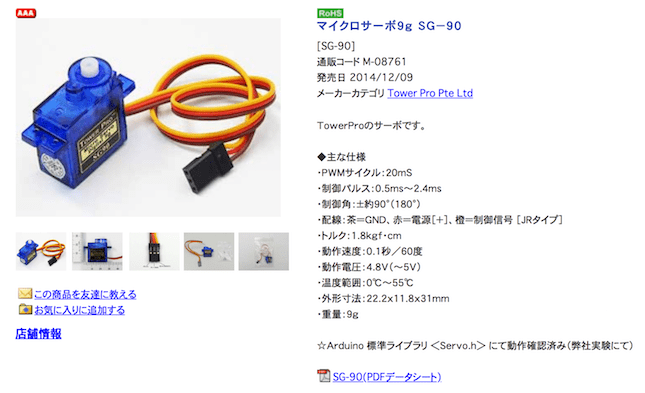 AAA
Tower Pro
SG-90
この商品を友達に教える
お気に入りに追加する
店舗情報
RoHS
マイクロサーボ9g SG-90
[SG-90]
通販コード M-08761
発売日 2014/12/09
メーカーカテゴリ Tower Pro Pte Ltd
TowerProのサーボです。
◆主な仕様
・PWMサイクル:20mS
・制御パルス:0.5ms~2.4ms
・制御角:±約90°(180°)
・配線:茶=GND、赤=電源[+]、橙=制御信号 [JRタイプ]
・トルク:1.8kgf・cm
・動作速度:0.1秒/60度
・動作電圧:4.8V(~5V)
・温度範囲:0℃~55℃
・外形寸法:22.2x11.8x31mm
・重量:9g
☆Arduino 標準ライブラリ <Servo.h> にて動作確認済み(弊社実験にて)
SG-90(PDFデータシート)